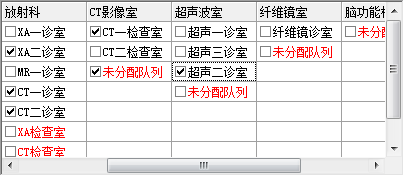 放射科 CT影像室 超声波室 纤维镜室 脑功能
XA一诊室 CT一检查室 超声一诊室 纤维镜诊室 未分配
XA二诊室 CT二检查室 超声三诊室 未分配队列
MR一诊室 未分配队列 超声二诊室
CT一诊室 未分配队列
CT二诊室
XA检查室
CT检查室